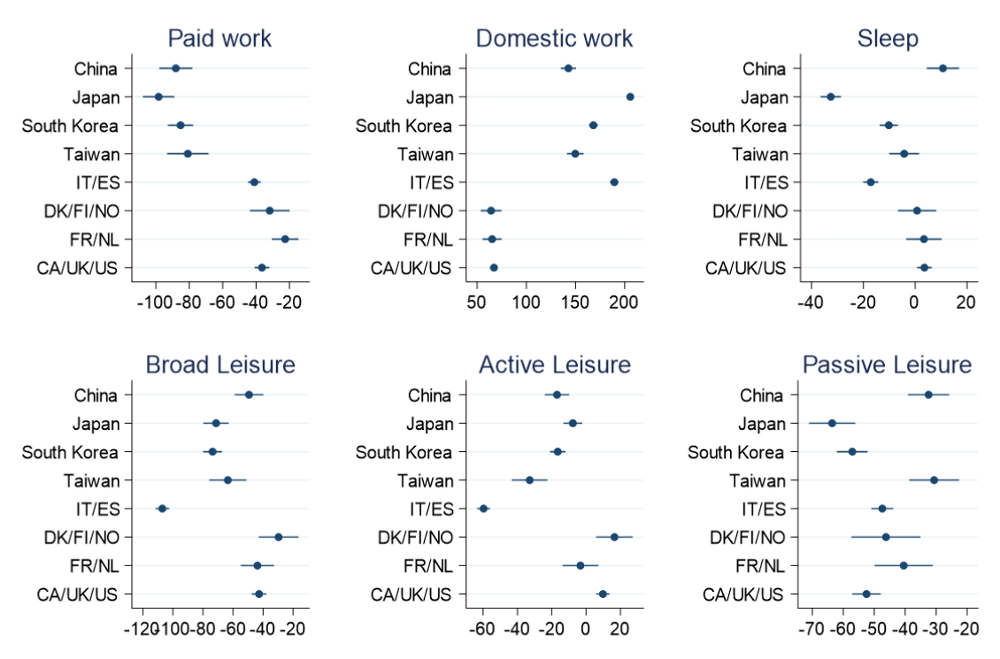 Paid work
China
Japan
South Korea
Taiwan
IT/ES
DK/FI/NO
FR/NL
CA/UK/US
-100 -80 -60 -40 -20
Domestic work
China
Japan
South Korea
Taiwan
IT/ES
DK/FI/NO
FR/NL
CA/UK/US
50 100 150 200
Sleep
China
Japan
South Korea
Taiwan
IT/ES
DK/FI/NO
FR/NL
CA/UK/US
-40 -20 0 20
Broad Leisure
China
Japan
South Korea
Taiwan
IT/ES
DK/FI/NO
FR/NL
CA/UK/US
-120 -100 -80 -60 -40 -20
Active Leisure
China
Japan
South Korea
Taiwan
IT/ES
DK/FI/NO
FR/NL
CA/UK/US
-60 -40 -20 0 20
Passive Leisure
China
Japan
South Korea
Taiwan
IT/ES
DK/FI/NO
FR/NL
CA/UK/US
-70 -60 -50 -40 -30 -20